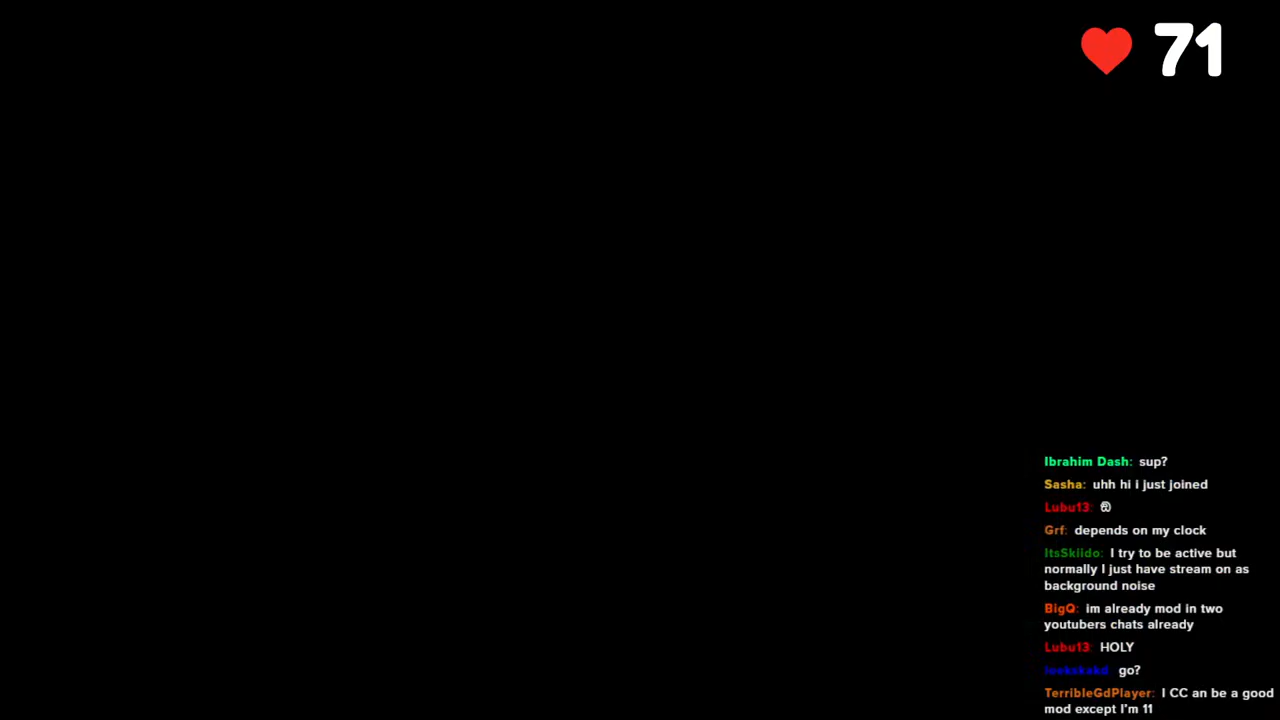 71
Ibrahim Dash: sup?
Sasha: uhh hi i just joined
Lubu13:
Grf: depends on my clock
ItsSkiido: I try to be active but
normally I just have stream on as
background noise
BigQ: im already mod in two
youtubers chats already
Lubu13: HOLY
go?
TerribleGdPlayer: I CC an be a good
mod except I'm 11